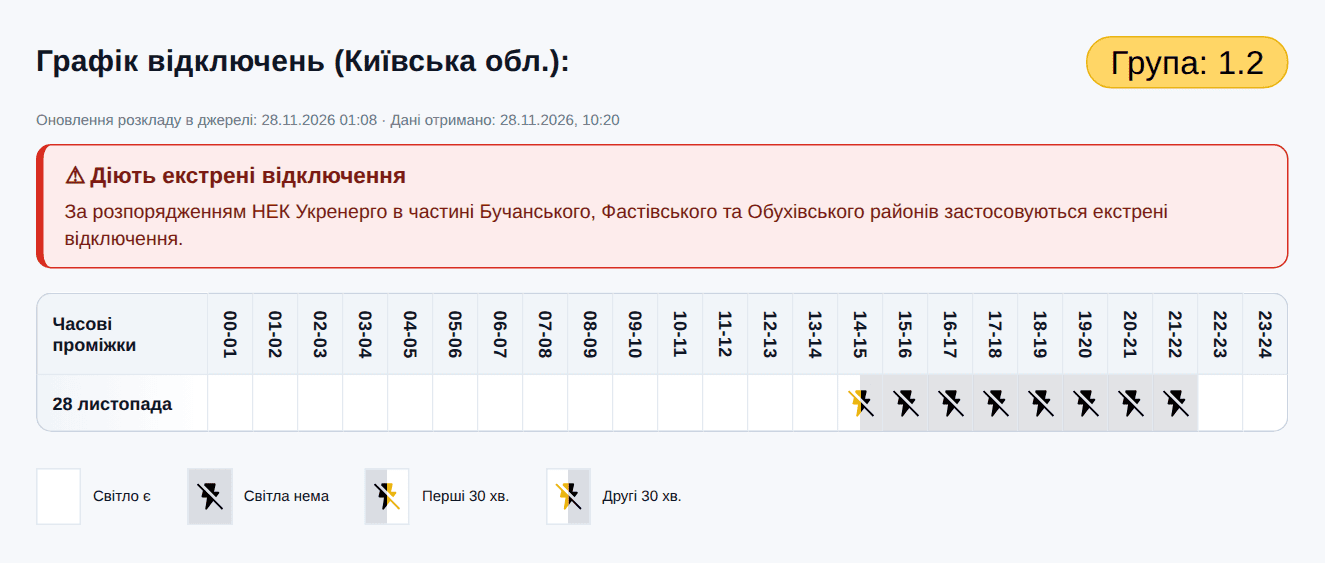 Графік відключень (Київська обл.):
Група: 1.2
Оновлення розкладу в джерелі: 28.11.2026 01:08 · Дані отримано: 28.11.2026, 10:20
⚠ Діють екстрені відключення
За розпорядженням НЕК Укренерго в частині Бучанського, Фастівського та Обухівського районів застосовуються екстрені
відключення.
Часові
проміжки
00-01 01-02 02-03 03-04 04-05 05-06 06-07 07-08 08-09 09-10 10-11 11-12 12-13 13-14 14-15 15-16 16-17 17-18 18-19 19-20 20-21 21-22 22-23 23-24
28 листопада
Світло є
Світла нема
Перші 30 хв.
Другі 30 хв.